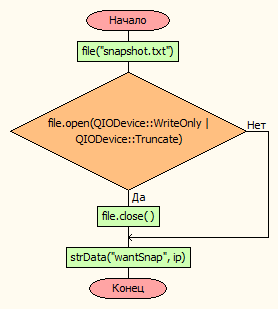 Начало
file("snapshot.txt")
file.open(QIODevice::WriteOnly |
QIODevice::Truncate)
Нет
Да
file.close( )
strData("wantSnap", ip)
Конец